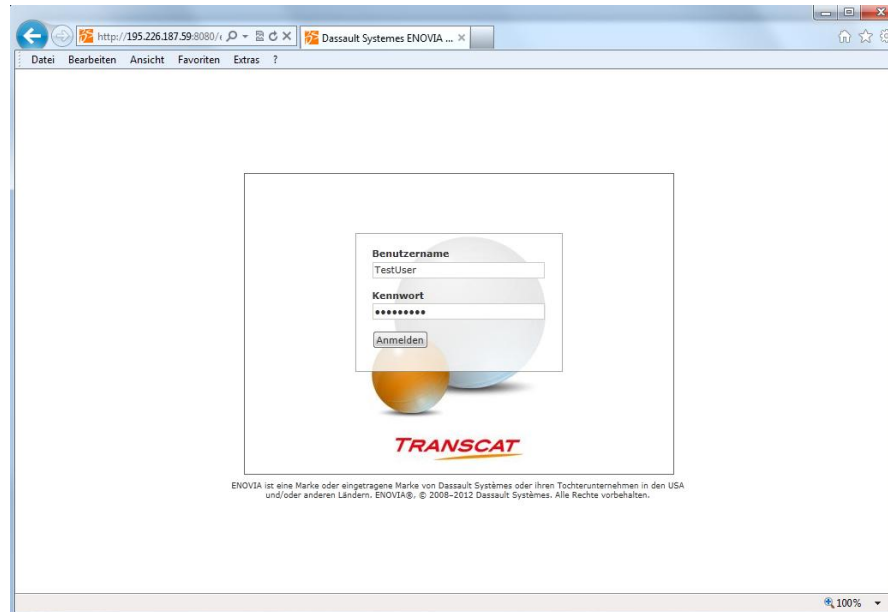 http://195.226.187.59:8080/
Dassault Systemes ENOVIA ...
Datei Bearbeiten Ansicht Favoriten Extras ?
Benutzername
TestUser
Kennwort
•••••••••
Anmelden
TRANSCAT
ENOVIA ist eine Marke oder eingetragene Marke von Dassault Systèmes oder ihren Tochterunternehmen in den USA
und/oder anderen Ländern. ENOVIA®, © 2008–2012 Dassault Systèmes. Alle Rechte vorbehalten.
100%